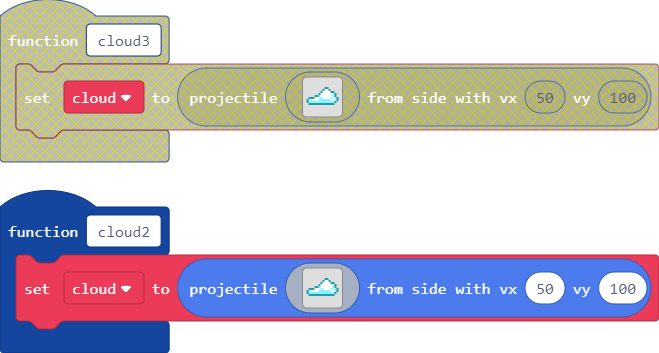 function cloud3
set cloud to projectile from side with vx 50 vy 100
function cloud2
set cloud to projectile from side with vx 50 vy 100